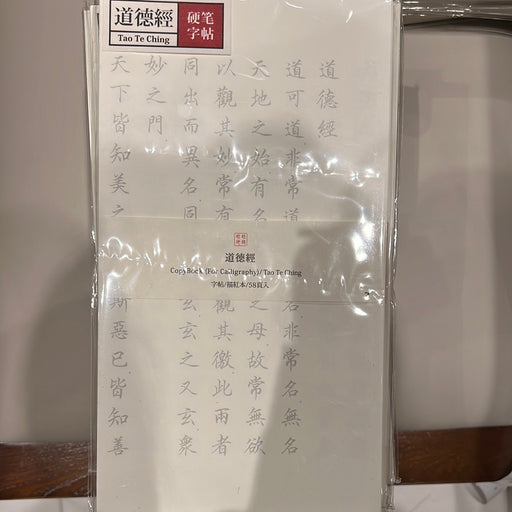 道德經
Tao Te Ching
硬笔
字帖
道德經
道可道非常道
名非常名無名
天地之始有名
之母故常無欲
以觀其妙常有
觀其徼此兩者
同出而異名同
玄玄之又玄衆
妙之門
天下皆知美之
斯惡已皆知善
道德經
CopyBook (For Calligraphy)/Tao Te Ching
字帖/描紅本/58頁入